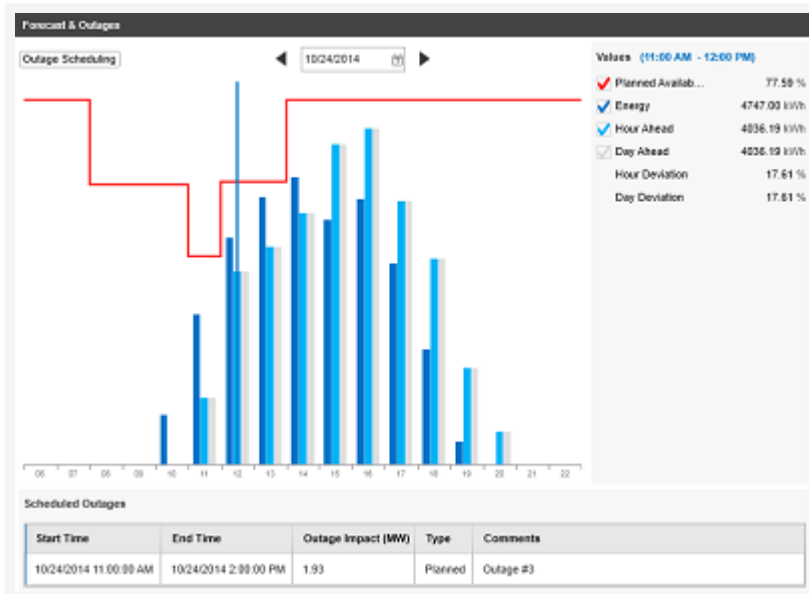 Forecast & Outages
Outage Scheduling
10/24/2014
Values (11:00 AM - 12:00 PM)
Planned Availab... 77.59 %
Energy 4747.00 kWh
Hour Ahead 4036.19 kWh
Day Ahead 4036.19 kWh
Hour Deviation 17.61 %
Day Deviation 17.61 %
06 07 08 09 10 11 12 13 14 15 16 17 18 19 20 21 22
Scheduled Outages
Start Time End Time Outage Impact (MW) Type Comments
10/24/2014 11:00:00 AM 10/24/2014 2:00:00 PM 1.93 Planned Outage #3